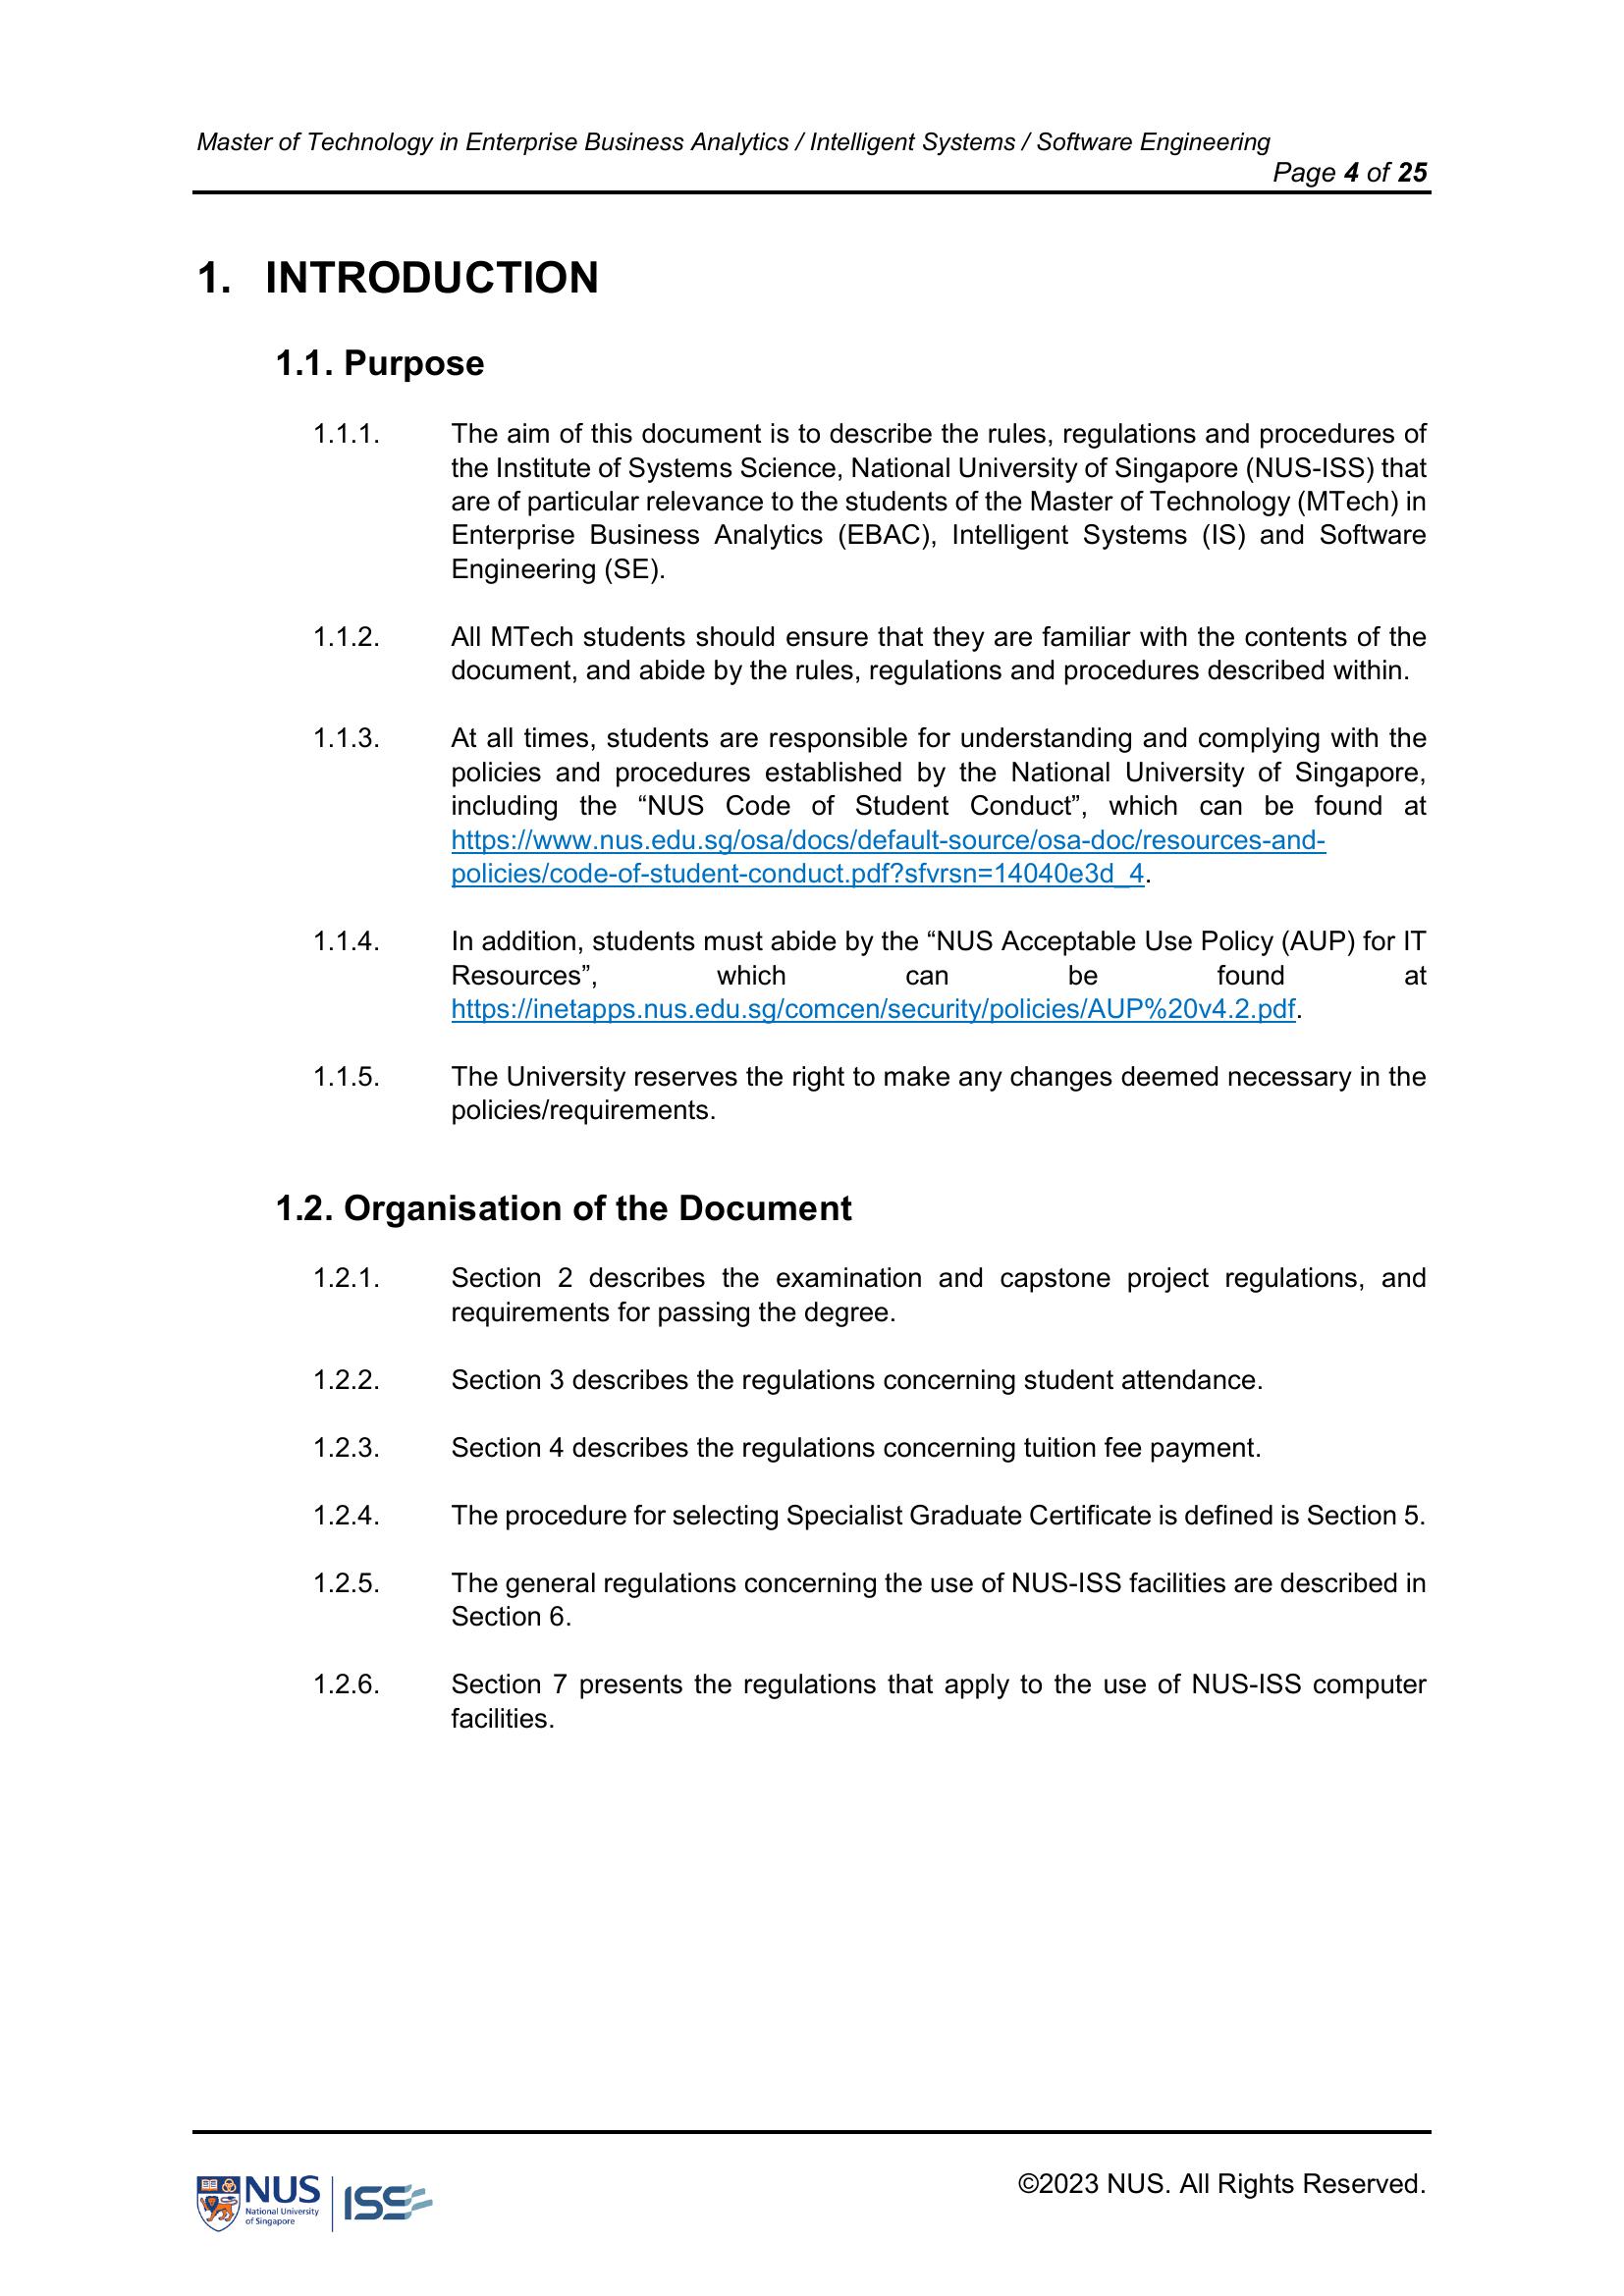 Master of Technology in Enterprise Business Analytics / Intelligent Systems / Software Engineering
Page 4 of 25
1. INTRODUCTION
1.1. Purpose
1.1.1. The aim of this document is to describe the rules, regulations and procedures of
the Institute of Systems Science, National University of Singapore (NUS-ISS) that
are of particular relevance to the students of the Master of Technology (MTech) in
Enterprise Business Analytics (EBAC), Intelligent Systems (IS) and Software
Engineering (SE).
1.1.2. All MTech students should ensure that they are familiar with the contents of the
document, and abide by the rules, regulations and procedures described within.
1.1.3. At all times, students are responsible for understanding and complying with the
policies and procedures established by the National University of Singapore,
including the “NUS Code of Student Conduct”, which can be found at
https://www.nus.edu.sg/osa/docs/default-source/osa-doc/resources-and-
policies/code-of-student-conduct.pdf?sfvrsn=14040e3d_4.
1.1.4. In addition, students must abide by the “NUS Acceptable Use Policy (AUP) for IT
Resources”, which can be found at
https://inetapps.nus.edu.sg/comcen/security/policies/AUP%20v4.2.pdf.
1.1.5. The University reserves the right to make any changes deemed necessary in the
policies/requirements.
1.2. Organisation of the Document
1.2.1. Section 2 describes the examination and capstone project regulations, and
requirements for passing the degree.
1.2.2. Section 3 describes the regulations concerning student attendance.
1.2.3. Section 4 describes the regulations concerning tuition fee payment.
1.2.4. The procedure for selecting Specialist Graduate Certificate is defined is Section 5.
1.2.5. The general regulations concerning the use of NUS-ISS facilities are described in
Section 6.
1.2.6. Section 7 presents the regulations that apply to the use of NUS-ISS computer
facilities.
©2023 NUS. All Rights Reserved.
NUS
National University
of Singapore
ISS